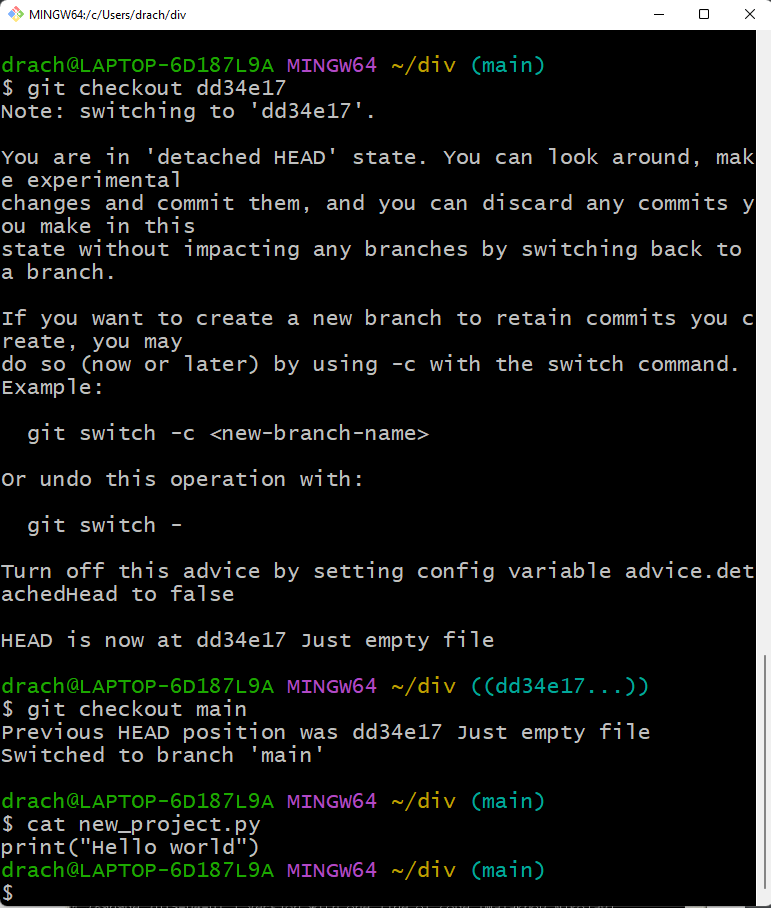 MINGW64:/c/Users/drach/div
drach@LAPTOP-6D187L9A MINGW64 ~/div (main)
$ git checkout dd34e17
Note: switching to 'dd34e17'.
You are in 'detached HEAD' state. You can look around, mak
e experimental
changes and commit them, and you can discard any commits y
ou make in this
state without impacting any branches by switching back to
a branch.
If you want to create a new branch to retain commits you c
reate, you may
do so (now or later) by using -c with the switch command.
Example:
git switch -c <new-branch-name>
Or undo this operation with:
git switch -
Turn off this advice by setting config variable advice.det
achedHead to false
HEAD is now at dd34e17 Just empty file
drach@LAPTOP-6D187L9A MINGW64 ~/div ((dd34e17...))
$ git checkout main
Previous HEAD position was dd34e17 Just empty file
Switched to branch 'main'
drach@LAPTOP-6D187L9A MINGW64 ~/div (main)
$ cat new_project.py
print("Hello world")
drach@LAPTOP-6D187L9A MINGW64 ~/div (main)
$